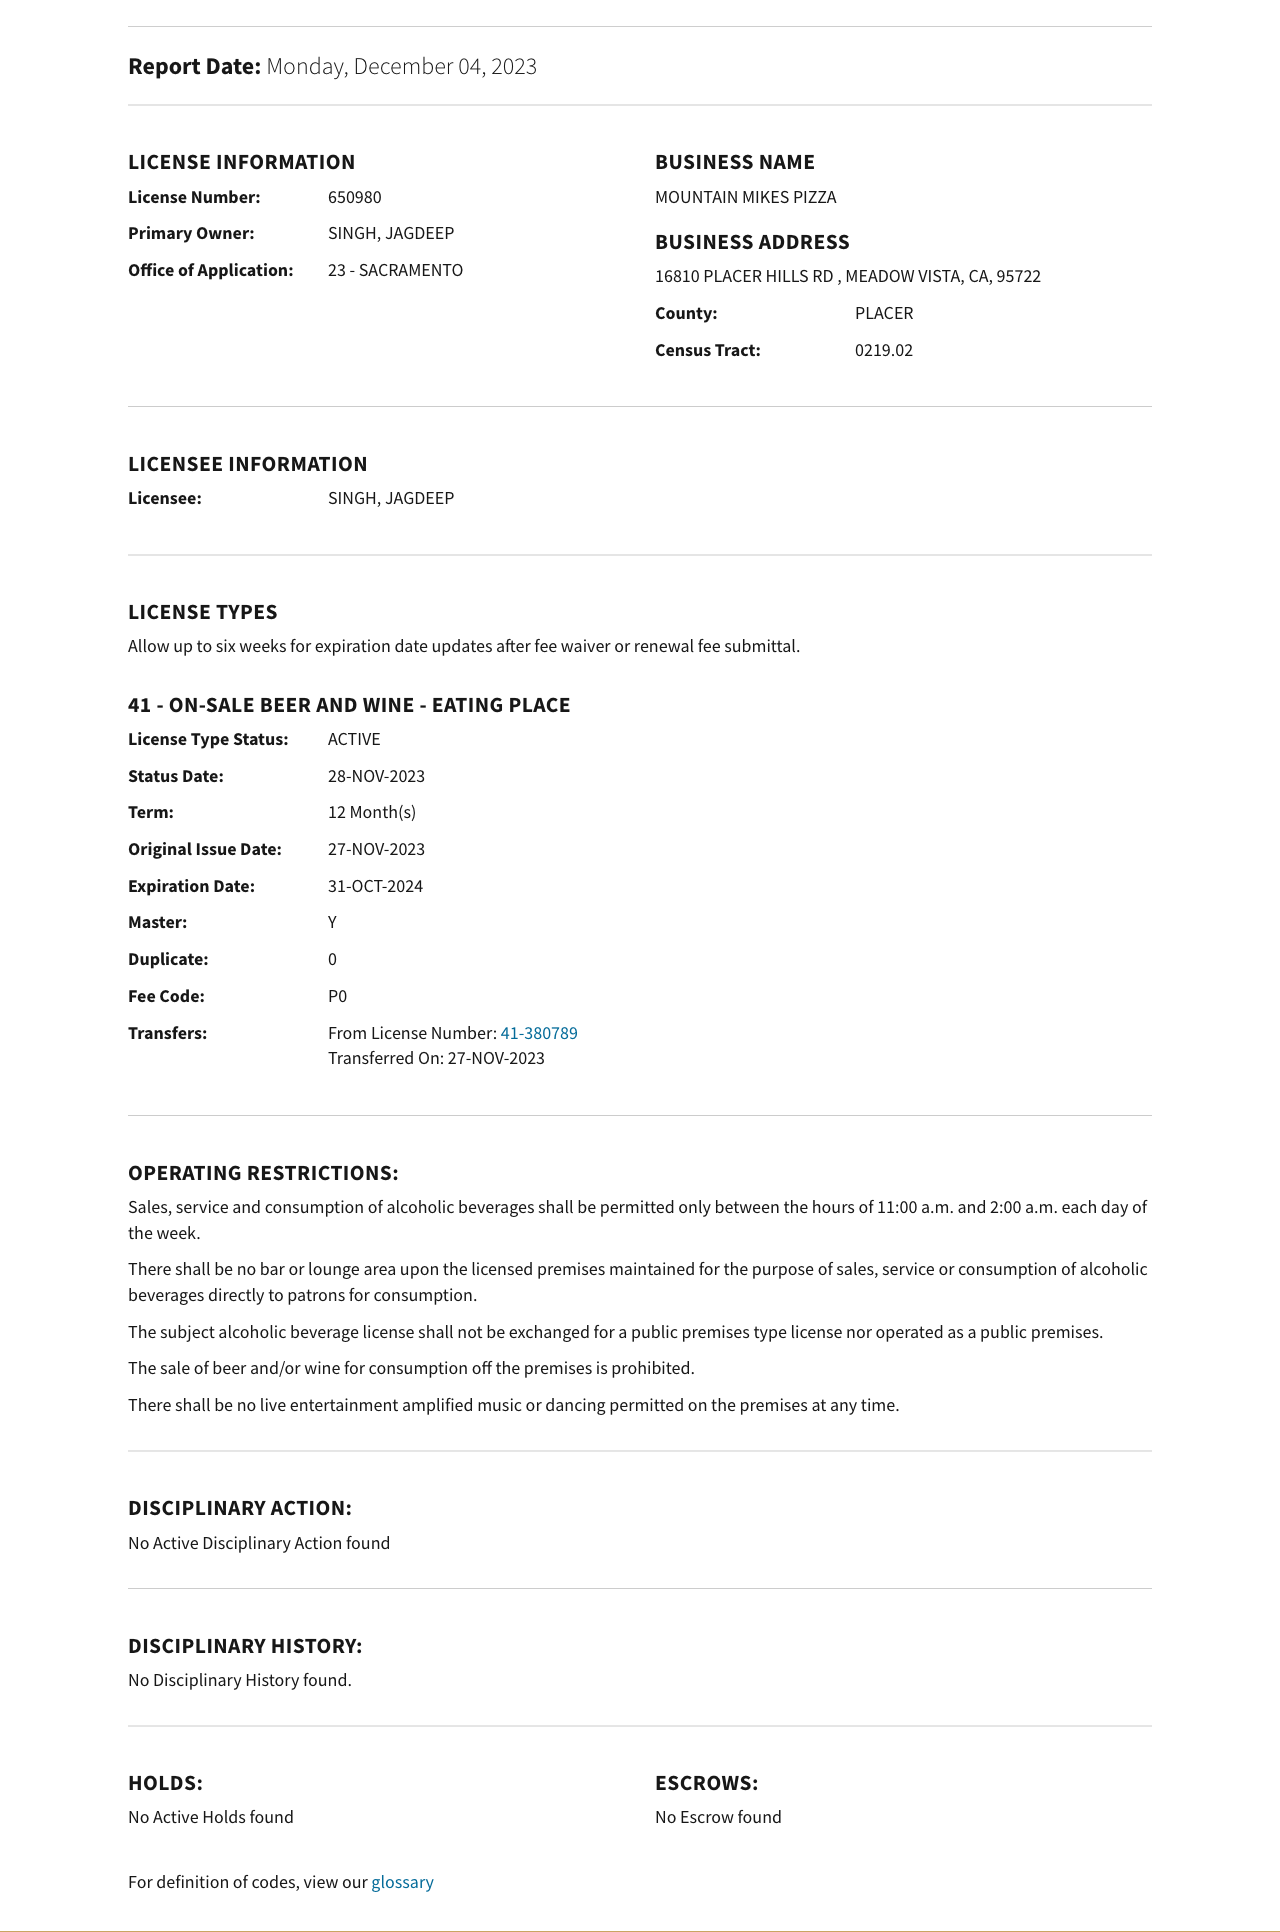 Report Date: Monday, December 04, 2023
LICENSE INFORMATION
License Number: 650980
Primary Owner: SINGH, JAGDEEP
Office of Application: 23 - SACRAMENTO
BUSINESS NAME
MOUNTAIN MIKES PIZZA
BUSINESS ADDRESS
16810 PLACER HILLS RD , MEADOW VISTA, CA, 95722
County: PLACER
Census Tract: 0219.02
LICENSEE INFORMATION
Licensee: SINGH, JAGDEEP
LICENSE TYPES
Allow up to six weeks for expiration date updates after fee waiver or renewal fee submittal.
41 - ON-SALE BEER AND WINE - EATING PLACE
License Type Status: ACTIVE
Status Date: 28-NOV-2023
Term: 12 Month(s)
Original Issue Date: 27-NOV-2023
Expiration Date: 31-OCT-2024
Master: Y
Duplicate: 0
Fee Code: P0
Transfers: From License Number: 41-380789
Transferred On: 27-NOV-2023
OPERATING RESTRICTIONS:
Sales, service and consumption of alcoholic beverages shall be permitted only between the hours of 11:00 a.m. and 2:00 a.m. each day of
the week.
There shall be no bar or lounge area upon the licensed premises maintained for the purpose of sales, service or consumption of alcoholic
beverages directly to patrons for consumption.
The subject alcoholic beverage license shall not be exchanged for a public premises type license nor operated as a public premises.
The sale of beer and/or wine for consumption off the premises is prohibited.
There shall be no live entertainment amplified music or dancing permitted on the premises at any time.
DISCIPLINARY ACTION:
No Active Disciplinary Action found
DISCIPLINARY HISTORY:
No Disciplinary History found.
HOLDS:
No Active Holds found
ESCROWS:
No Escrow found
For definition of codes, view our glossary